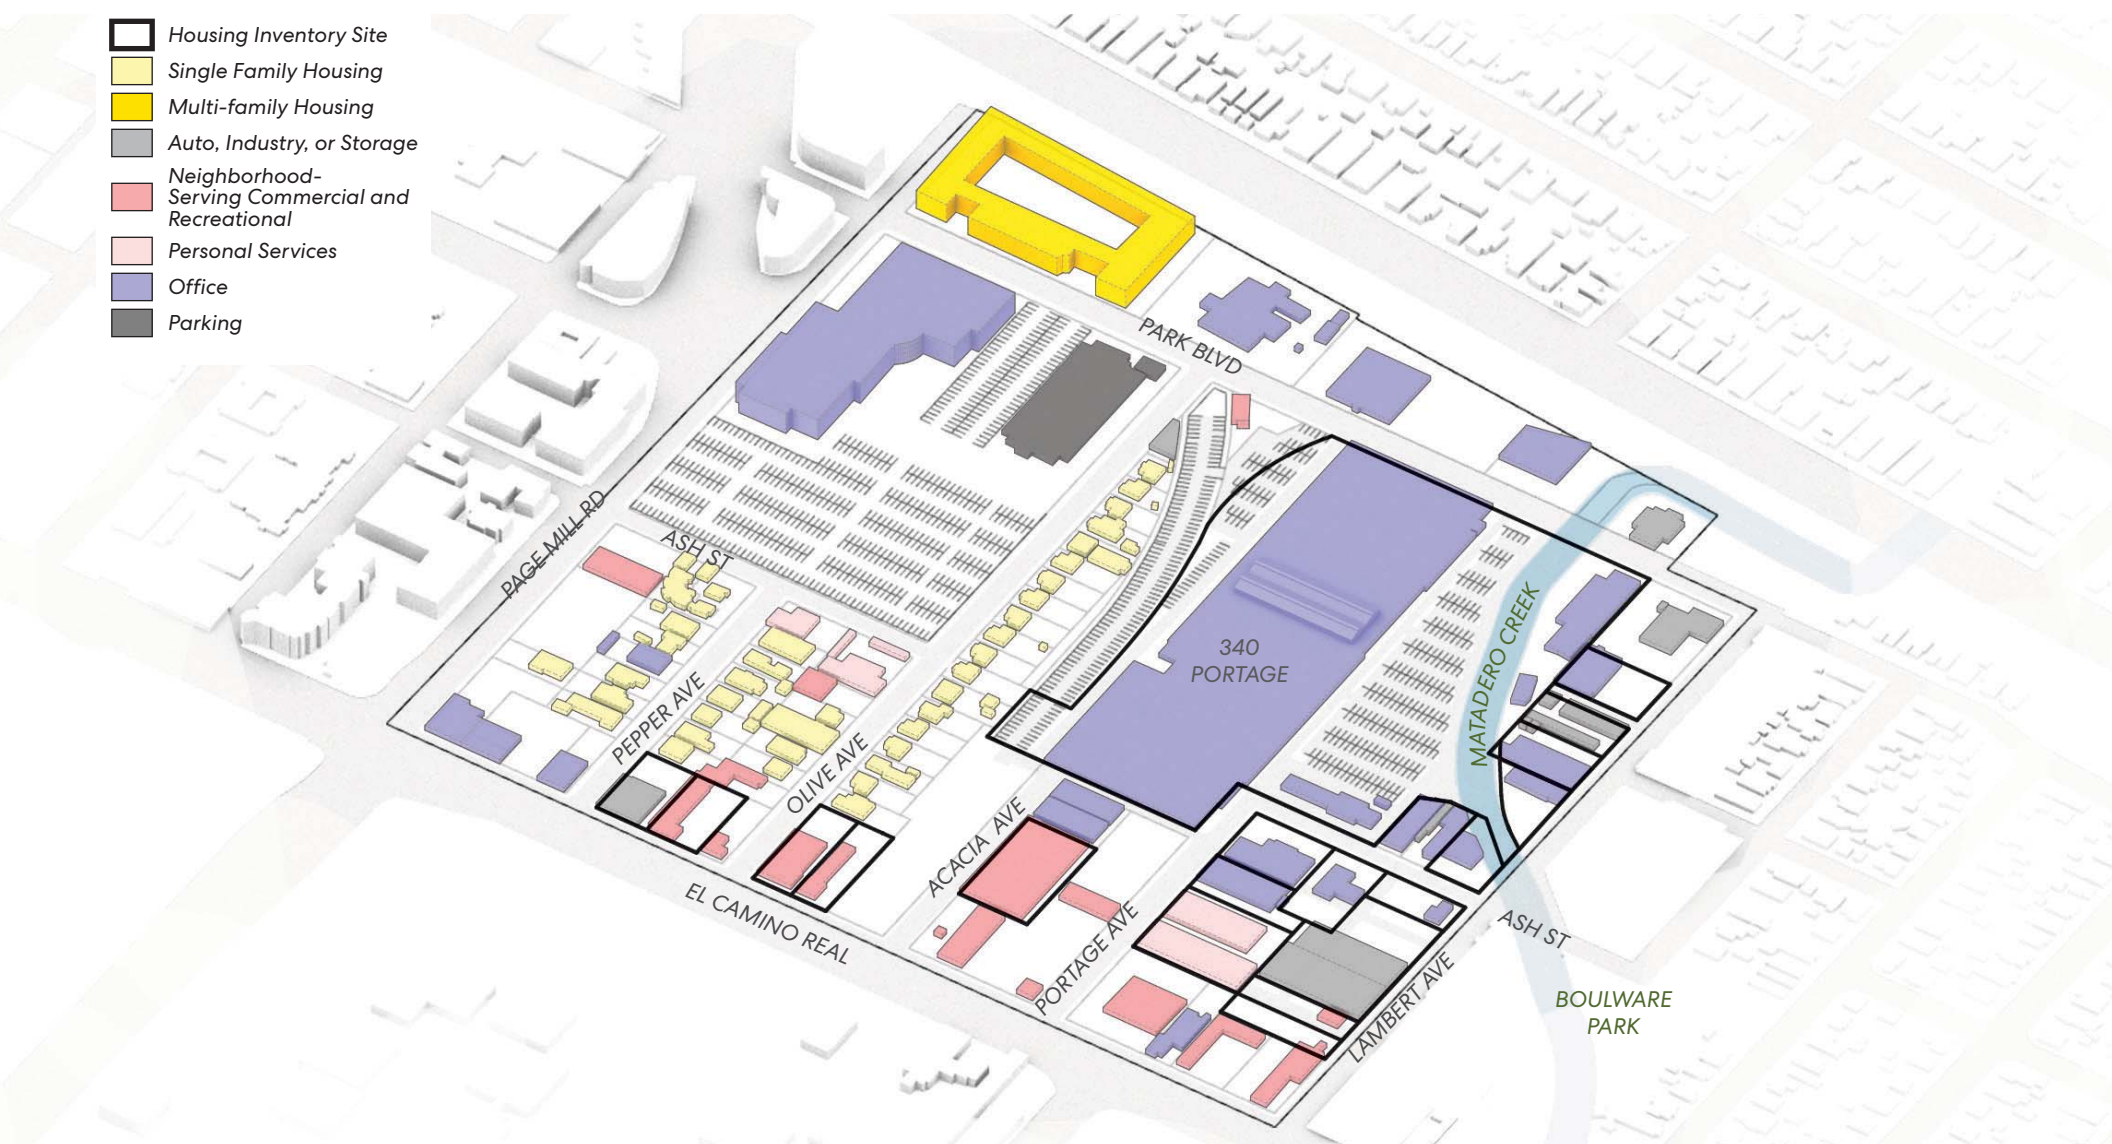 Housing Inventory Site
Single Family Housing
Multi-family Housing
Auto, Industry, or Storage
Neighborhood-
Serving Commercial and
Recreational
Personal Services
Office
Parking
PARK BLVD
PAGE MILL RD
ASH ST
340
PORTAGE
MATADERO CREEK
PEPPER AVE
OLIVE AVE
ACACIA AVE
EL CAMINO REAL
PORTAGE AVE
ASH ST
LAMBERT AVE
BOULWARE
PARK